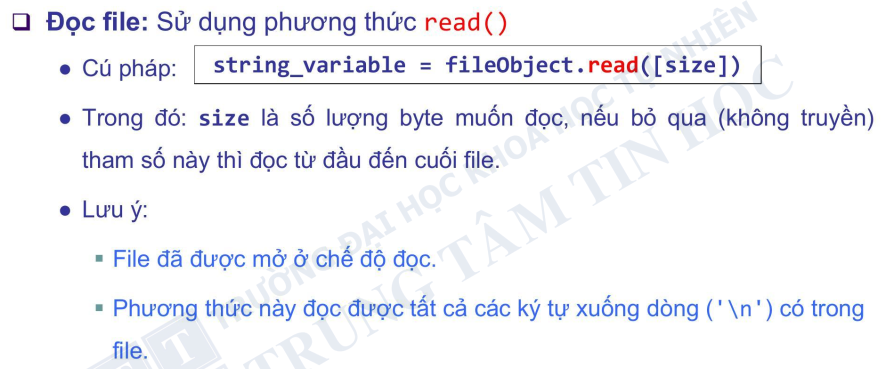 Đọc file: Sử dụng phương thức read()
Cú pháp: string_variable = fileObject.read([size])
Trong đó: size là số lượng byte muốn đọc, nếu bỏ qua (không truyền)
tham số này thì đọc từ đầu đến cuối file.
Lưu ý:
File đã được mở ở chế độ đọc.
Phương thức này đọc được tất cả các ký tự xuống dòng ('\n') có trong
file.
TRƯỜNG ĐẠI HỌC KHOA HỌC TỰ NHIÊN
TRUNG TÂM TIN HỌC